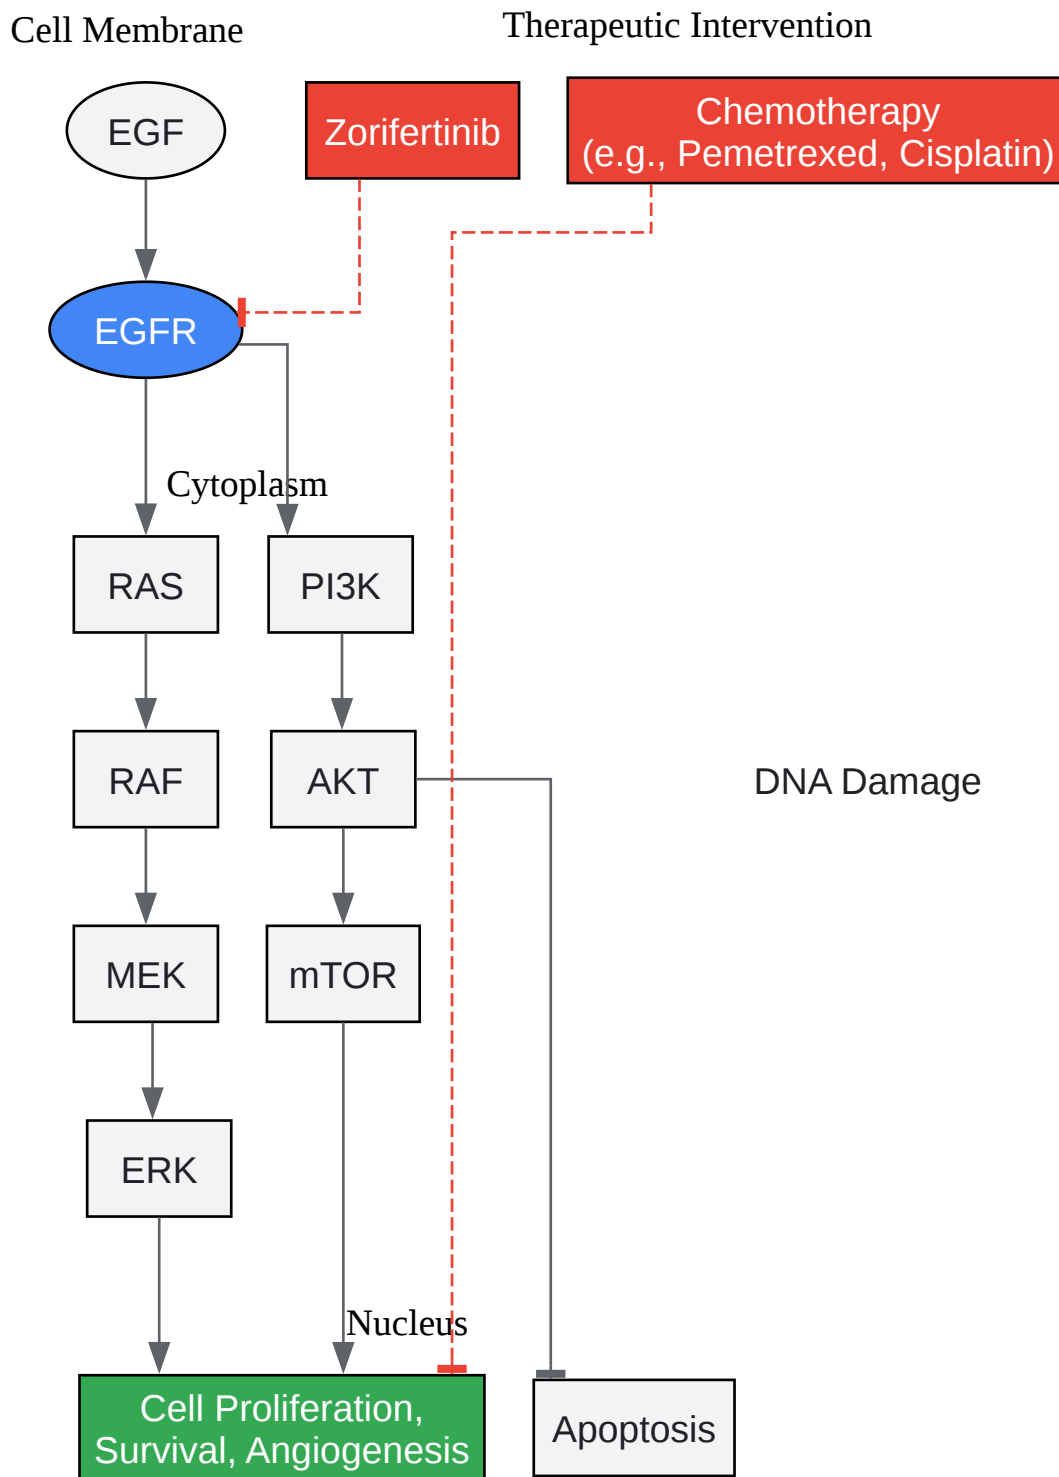 Cell Membrane
Therapeutic Intervention
EGF
Zorifertinib
Chemotherapy
(e.g., Pemetrexed, Cisplatin)
EGFR
Cytoplasm
RAS
PI3K
RAF
AKT
DNA Damage
MEK
mTOR
ERK
Nucleus
Cell Proliferation,
Survival, Angiogenesis
Apoptosis